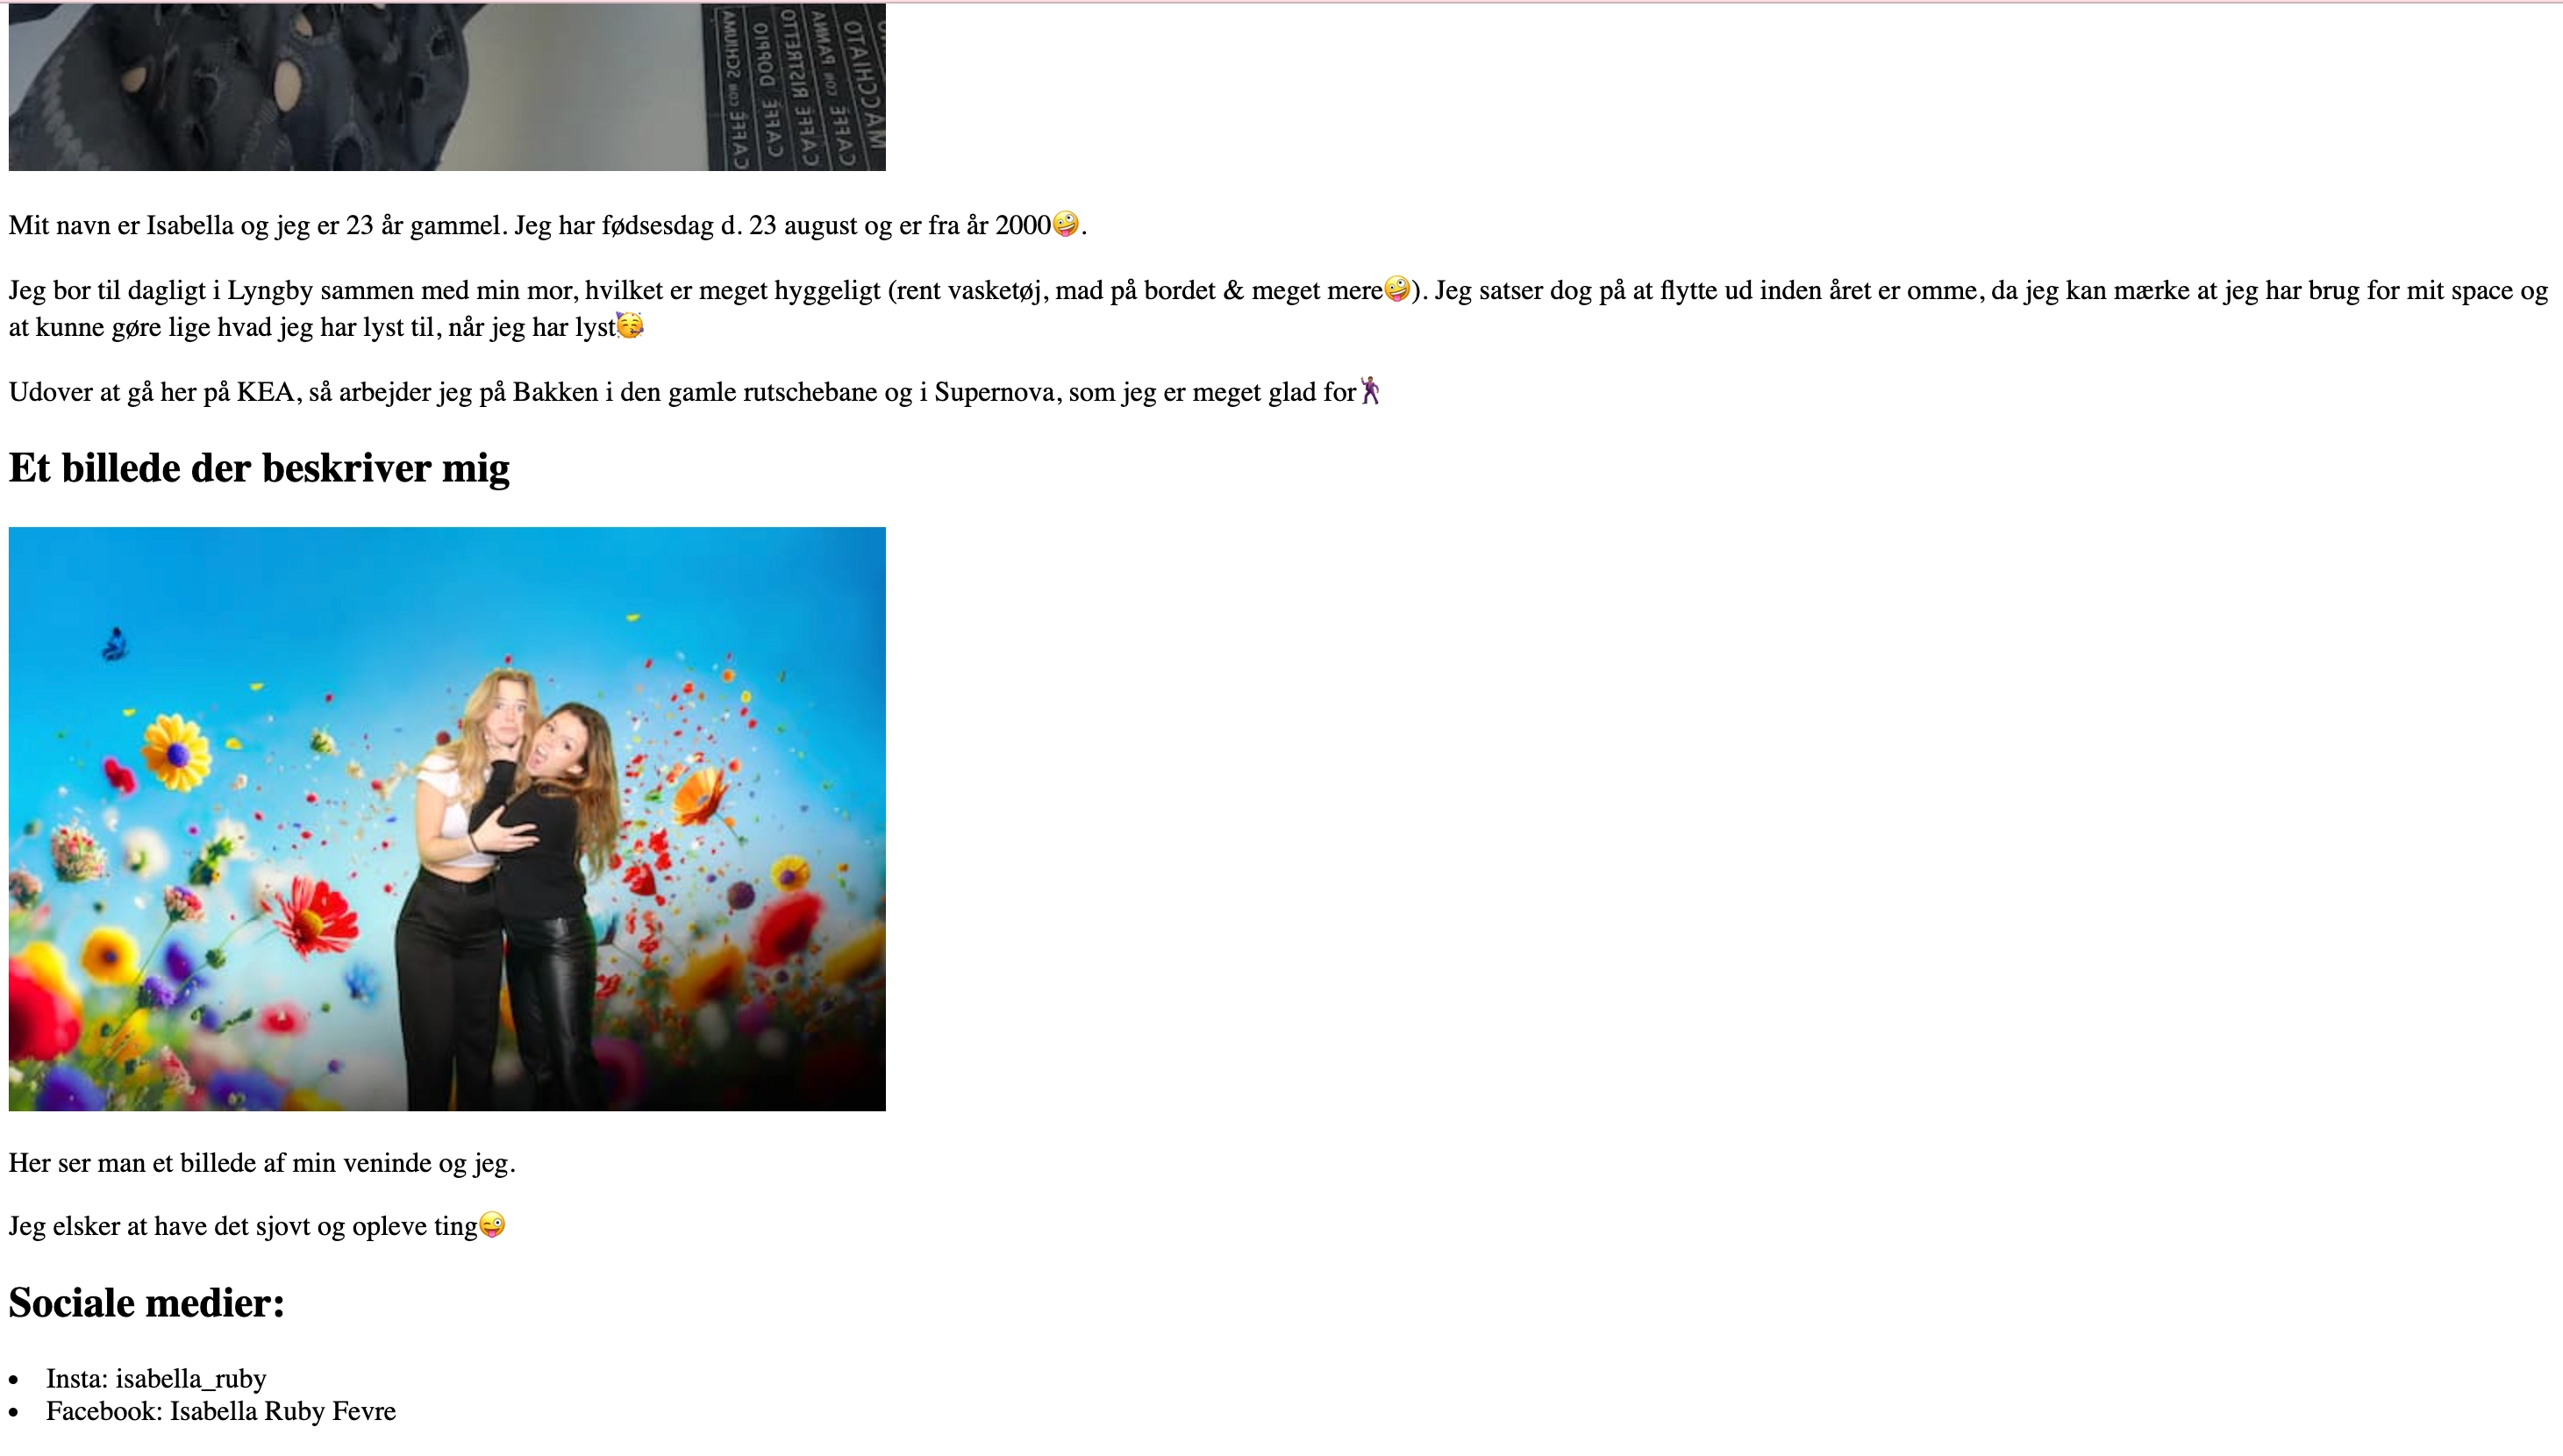 CAFFÈ CON SCHIUMA
CAFFÈ DOPPIO
CAFFÈ RISTRETTO
CAFFÈ CON PANNA
MACCHIATO
Mit navn er Isabella og jeg er 23 år gammel. Jeg har fødsesdag d. 23 august og er fra år 2000🤪.
Jeg bor til dagligt i Lyngby sammen med min mor, hvilket er meget hyggeligt (rent vasketøj, mad på bordet & meget mere🤪). Jeg satser dog på at flytte ud inden året er omme, da jeg kan mærke at jeg har brug for mit space og
at kunne gøre lige hvad jeg har lyst til, når jeg har lyst🥳
Udover at gå her på KEA, så arbejder jeg på Bakken i den gamle rutschebane og i Supernova, som jeg er meget glad for🕺🏾
Et billede der beskriver mig
Her ser man et billede af min veninde og jeg.
Jeg elsker at have det sjovt og opleve ting😜
Sociale medier:
• Insta: isabella_ruby
• Facebook: Isabella Ruby Fevre